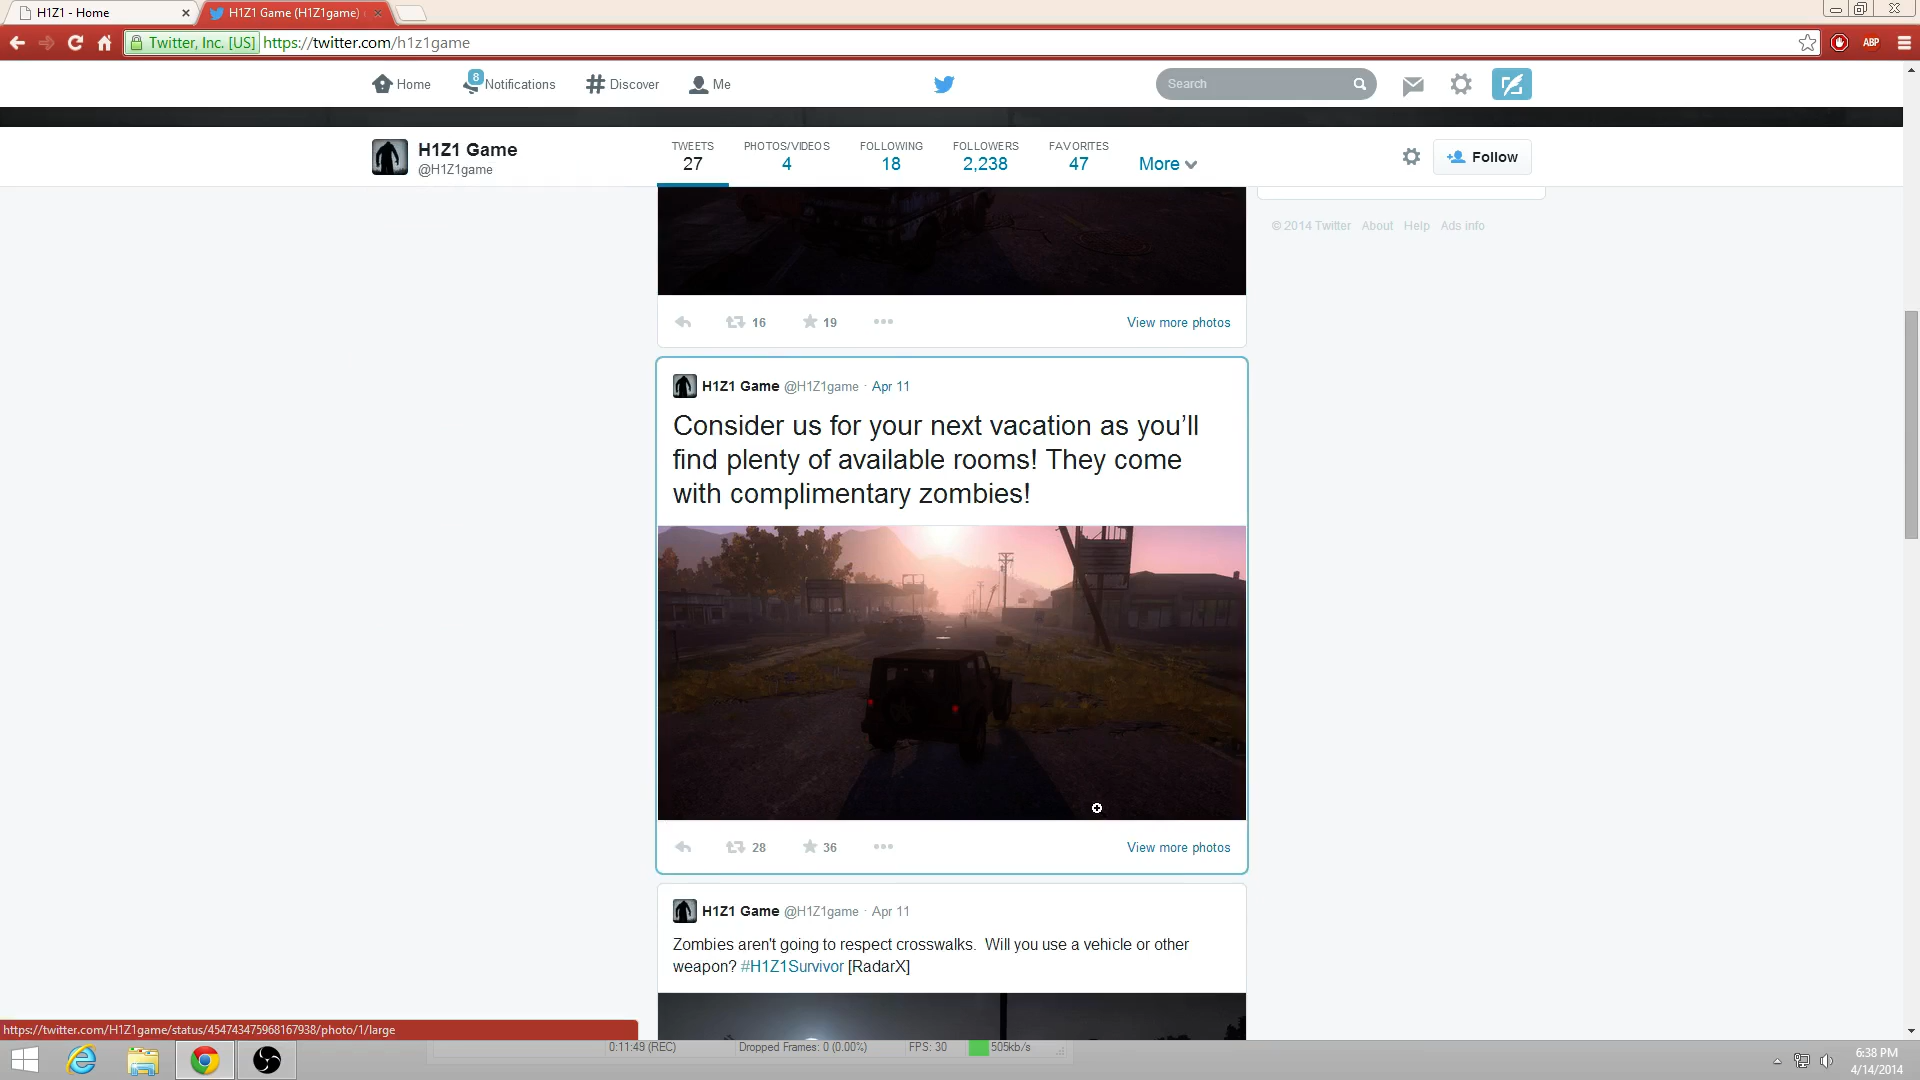 H1Z1 - Home
H1Z1 Game (H1Z1game)
Twitter, Inc. [US] https://twitter.com/h1z1game
ABP
Home
8
Notifications
Discover
Me
Search
H1Z1 Game
@H1Z1game
TWEETS
27
PHOTOS/VIDEOS
4
FOLLOWING
18
FOLLOWERS
2,238
FAVORITES
47
More
Follow
© 2014 Twitter About Help Ads info
16 19
View more photos
H1Z1 Game @H1Z1game · Apr 11
Consider us for your next vacation as you’ll
find plenty of available rooms! They come
with complimentary zombies!
28 36
View more photos
H1Z1 Game @H1Z1game · Apr 11
Zombies aren't going to respect crosswalks. Will you use a vehicle or other
weapon? #H1Z1Survivor [RadarX]
https://twitter.com/H1Z1game/status/454743475968167938/photo/1/large
0:11:49 (REC) Dropped Frames: 0 (0.00%) FPS: 30 505kb/s
6:38 PM
4/14/2014